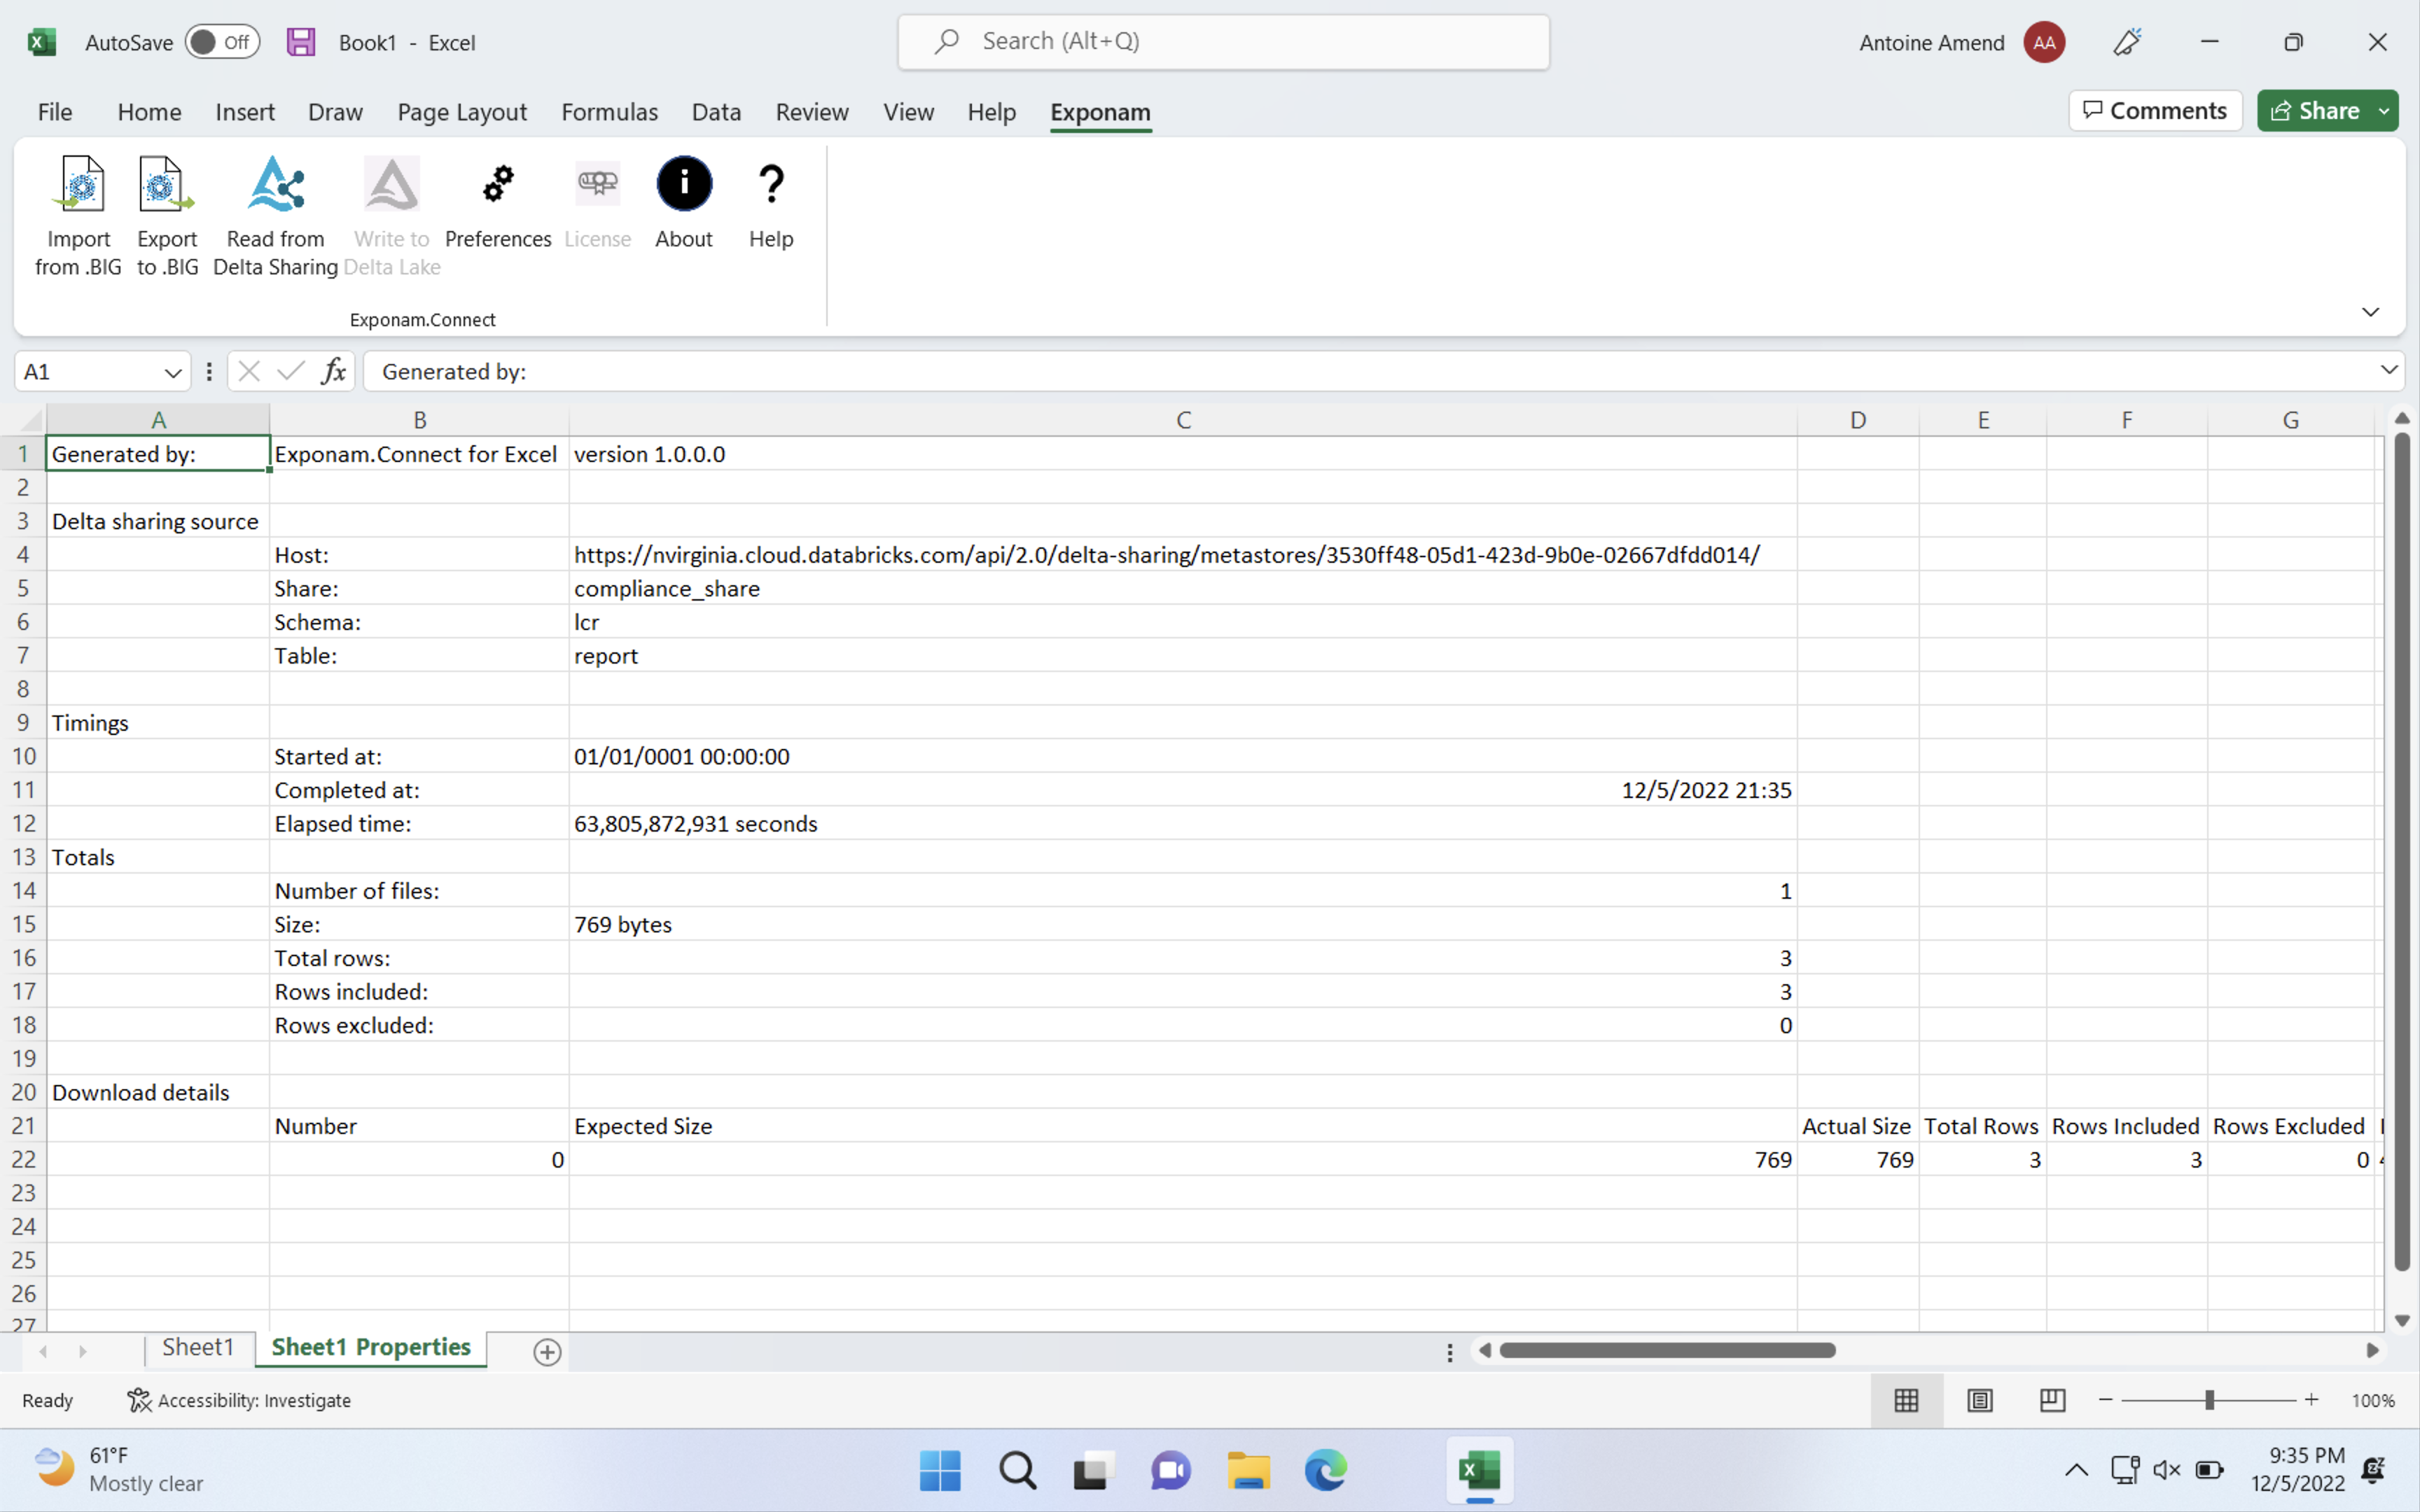 AutoSave Off Book1 - Excel Search (Alt+Q) Antoine Amend AA
File Home Insert Draw Page Layout Formulas Data Review View Help Exponam Comments Share
Import from .BIG
Export to .BIG
Read from Delta Sharing
Write to Delta Lake
Preferences
License
About
Help
Exponam.Connect
A1 fx Generated by:
A B C D E F G
1 Generated by: Exponam.Connect for Excel version 1.0.0.0
2
3 Delta sharing source
4 Host: https://nvirginia.cloud.databricks.com/api/2.0/delta-sharing/metastores/3530ff48-05d1-423d-9b0e-02667dfdd014/
5 Share: compliance_share
6 Schema: lcr
7 Table: report
8
9 Timings
10 Started at: 01/01/0001 00:00:00
11 Completed at: 12/5/2022 21:35
12 Elapsed time: 63,805,872,931 seconds
13 Totals
14 Number of files: 1
15 Size: 769 bytes
16 Total rows: 3
17 Rows included: 3
18 Rows excluded: 0
19
20 Download details
21 Number Expected Size Actual Size Total Rows Rows Included Rows Excluded
22 0 769 769 3 3 0
23
24
25
26
27
Sheet1 Sheet1 Properties
Ready Accessibility: Investigate 100%
61°F
Mostly clear
9:35 PM
12/5/2022